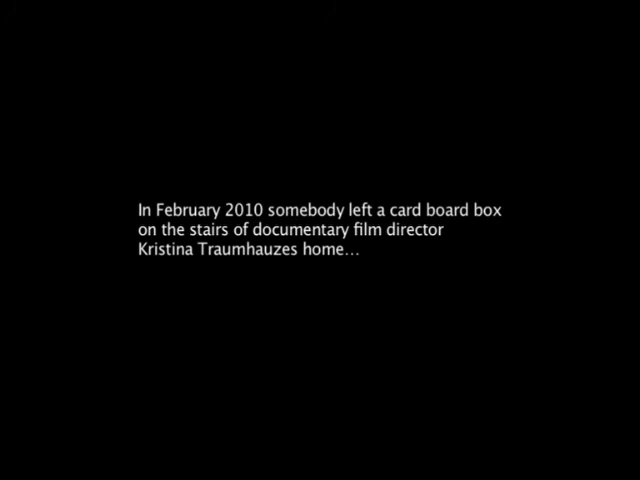 In February 2010 somebody left a card board box
on the stairs of documentary film director
Kristina Traumhauzes home...